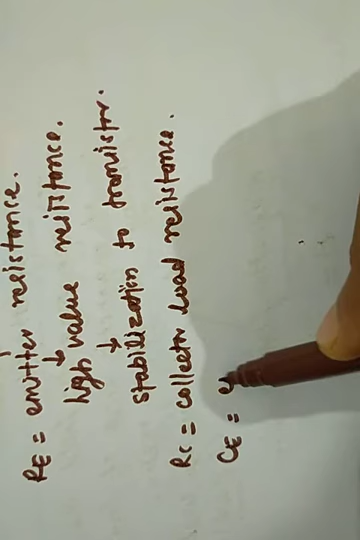 RE = emitter resistance.
↓
high value resistance.
↓
stabilization to transistor.
RC = collector load resistance.
CE =